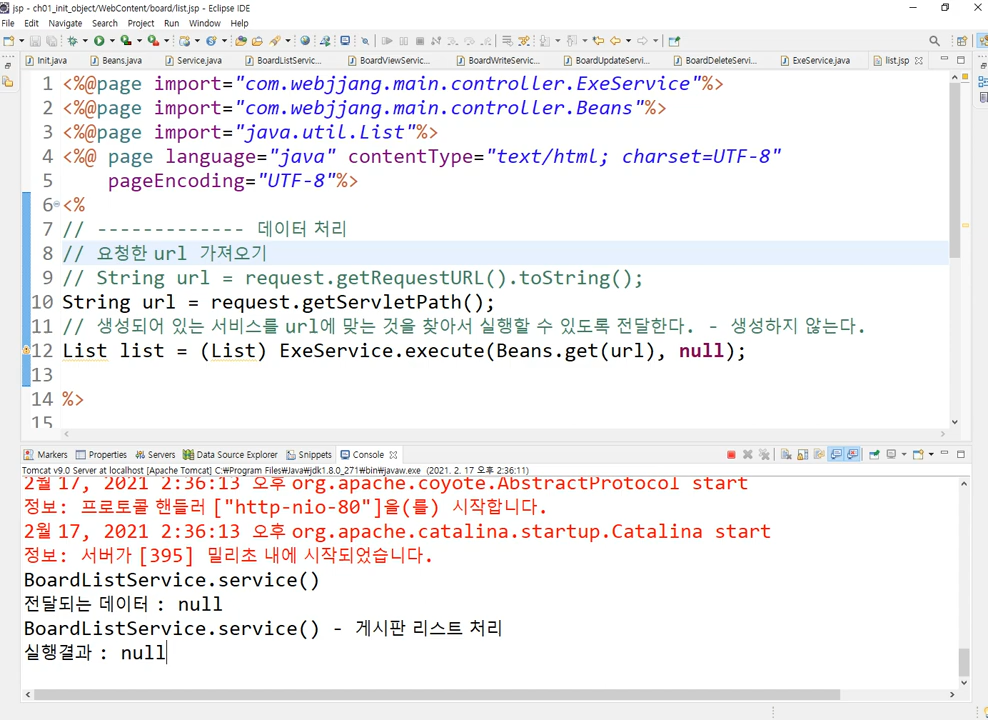 jsp - ch01_init_object/WebContent/board/list.jsp - Eclipse IDE
File Edit Navigate Search Project Run Window Help
Init.java Beans.java Service.java BoardListServic... BoardViewServic... BoardWriteServic... BoardUpdateServi... BoardDeleteServi... ExeService.java list.jsp
1 <%@page import="com.webjjang.main.controller.ExeService"%>
2 <%@page import="com.webjjang.main.controller.Beans"%>
3 <%@page import="java.util.List"%>
4 <%@ page language="java" contentType="text/html; charset=UTF-8"
5 pageEncoding="UTF-8"%>
6 <%
7 // ------------- 데이터 처리
8 // 요청한 url 가져오기
9 // String url = request.getRequestURL().toString();
10 String url = request.getServletPath();
11 // 생성되어 있는 서비스를 url에 맞는 것을 찾아서 실행할 수 있도록 전달한다. - 생성하지 않는다.
12 List list = (List) ExeService.execute(Beans.get(url), null);
13
14 %>
15
Markers Properties Servers Data Source Explorer Snippets Console
Tomcat v9.0 Server at localhost [Apache Tomcat] C:₩Program Files₩Java₩jdk1.8.0_271₩bin₩javaw.exe (2021. 2. 17 오후 2:36:11)
2월 17, 2021 2:36:13 오후 org.apache.coyote.AbstractProtocol start
정보: 프로토콜 핸들러 ["http-nio-80"]을(를) 시작합니다.
2월 17, 2021 2:36:13 오후 org.apache.catalina.startup.Catalina start
정보: 서버가 [395] 밀리초 내에 시작되었습니다.
BoardListService.service()
전달되는 데이터 : null
BoardListService.service() - 게시판 리스트 처리
실행결과 : null